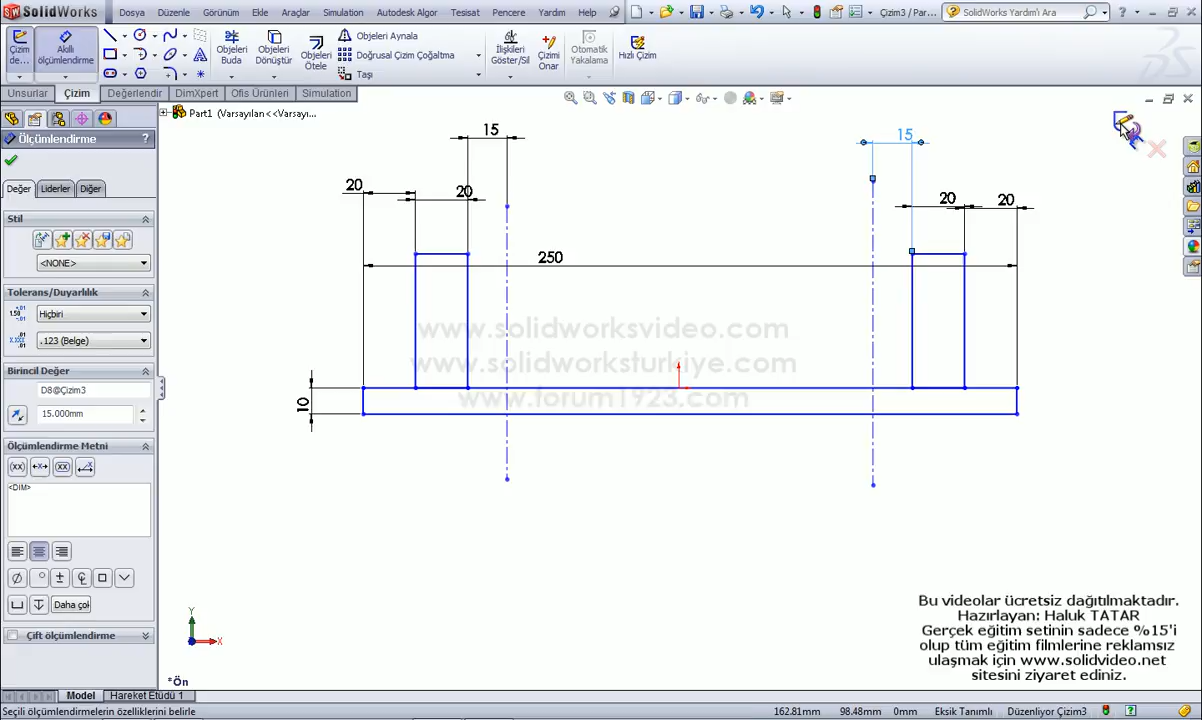 SolidWorks
Dosya Düzenle Görünüm Ekle Araçlar Simulation Autodesk Algor Tesisat Pencere Yardım Help
Çizim3 / Par...
SolidWorks Yardım'ı Ara
Çizim de...
Akıllı ölçümlendirme
Objeleri Buda
Objeleri Dönüştür
Objeleri Ötele
Objeleri Aynala
Doğrusal Çizim Çoğaltma
Taşı
İlişkileri Göster/Sil
Çizimi Onar
Otomatik Yakalama
Hızlı Çizim
Unsurlar Çizim Değerlendir DimXpert Ofis Ürünleri Simulation
Part1 (Varsayılan<<Varsayı...
Ölçümlendirme ?
Değer Liderler Diğer
Stil
<NONE>
Tolerans/Duyarlılık
Hiçbiri
.123 (Belge)
Birincil Değer
D8@Çizim3
15.000mm
Ölçümlendirme Metni
(xx)
<DIM>
Daha çok
Çift ölçümlendirme
15
15
20
20
20
20
250
10
www.solidworksvideo.com
www.solidworksturkiye.com
www.forum1923.com
Y
X
*Ön
Bu videolar ücretsiz dağıtılmaktadır.
Hazırlayan: Haluk TATAR
Gerçek eğitim setinin sadece %15'i
olup tüm eğitim filmlerine reklamsız
ulaşmak için www.solidvideo.net
sitesini ziyaret ediniz.
Model Hareket Etüdü 1
Seçili ölçümlendirmelerin özelliklerini belirle 162.81mm 98.48mm 0mm Eksik Tanımlı Düzenliyor Çizim3